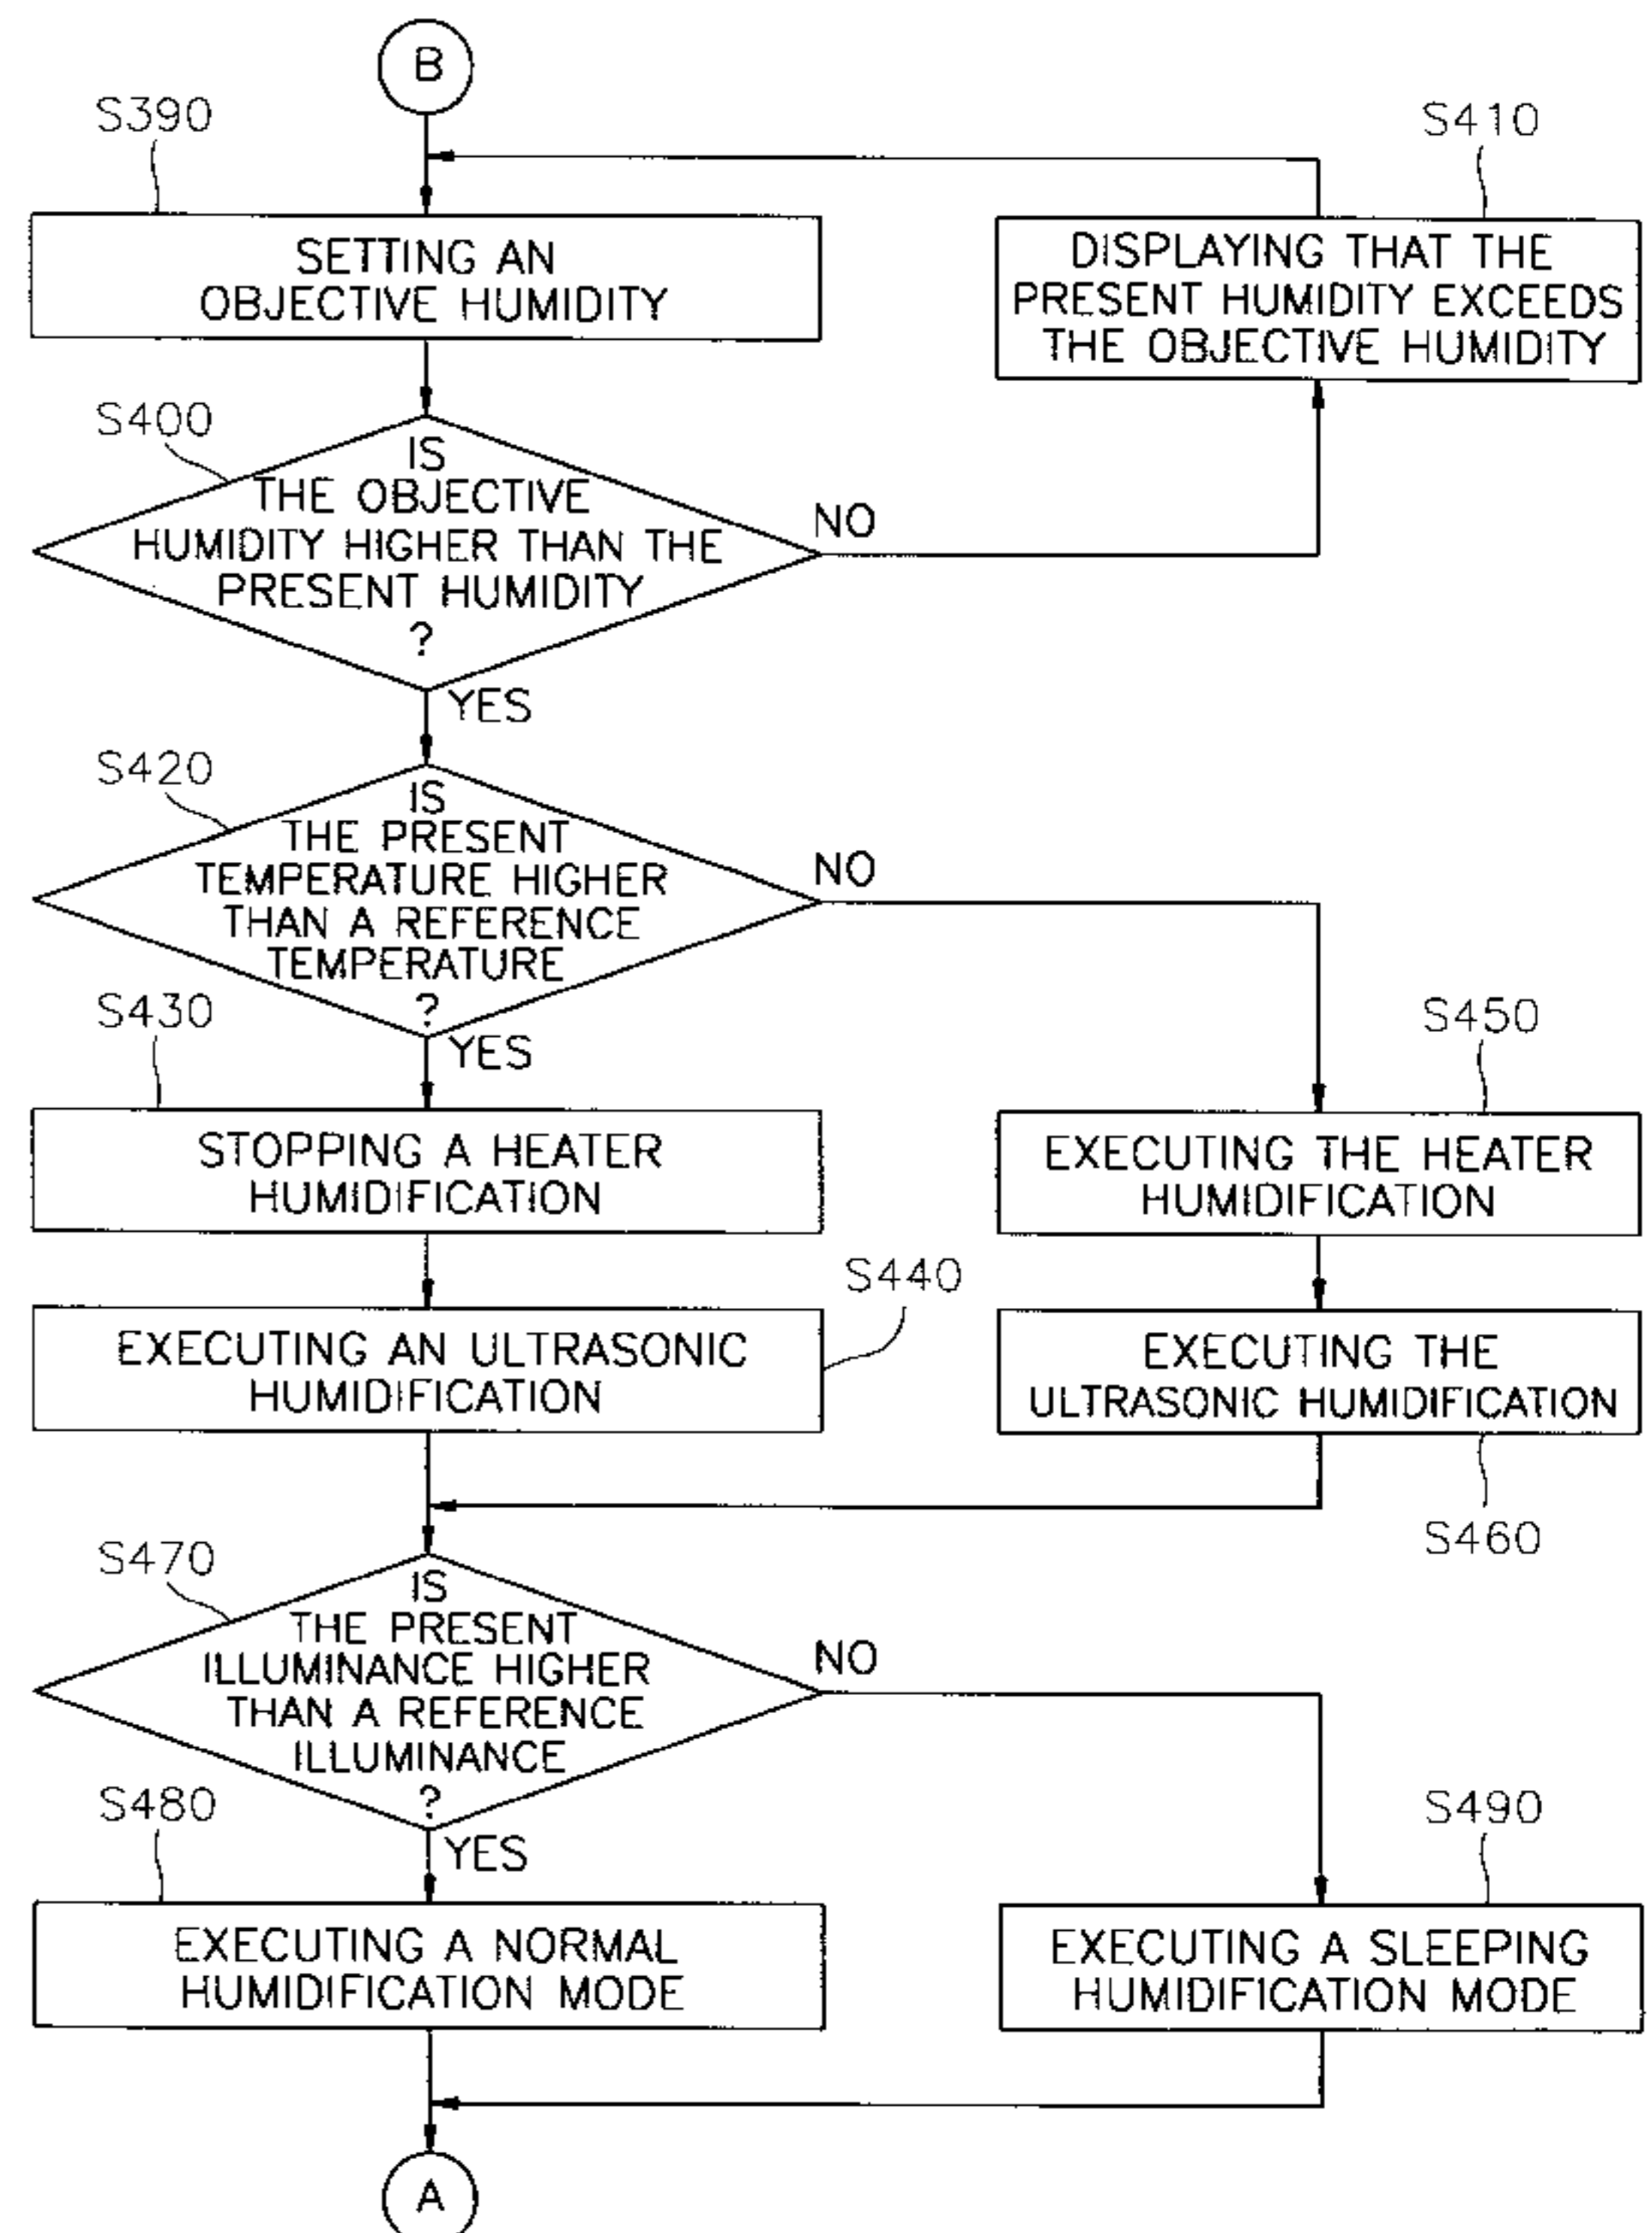 B
S390
SETTING AN
OBJECTIVE HUMIDITY
S410
DISPLAYING THAT THE
PRESENT HUMIDITY EXCEEDS
THE OBJECTIVE HUMIDITY
S400
IS
THE OBJECTIVE
HUMIDITY HIGHER THAN THE
PRESENT HUMIDITY
?
NO
YES
S420
IS
THE PRESENT
TEMPERATURE HIGHER
THAN A REFERENCE
TEMPERATURE
?
NO
YES
S430
STOPPING A HEATER
HUMIDIFICATION
S450
EXECUTING THE HEATER
HUMIDIFICATION
S440
EXECUTING AN ULTRASONIC
HUMIDIFICATION
EXECUTING THE
ULTRASONIC HUMIDIFICATION
S460
S470
IS
THE PRESENT
ILLUMINANCE HIGHER
THAN A REFERENCE
ILLUMINANCE
?
NO
YES
S480
EXECUTING A NORMAL
HUMIDIFICATION MODE
S490
EXECUTING A SLEEPING
HUMIDIFICATION MODE
A